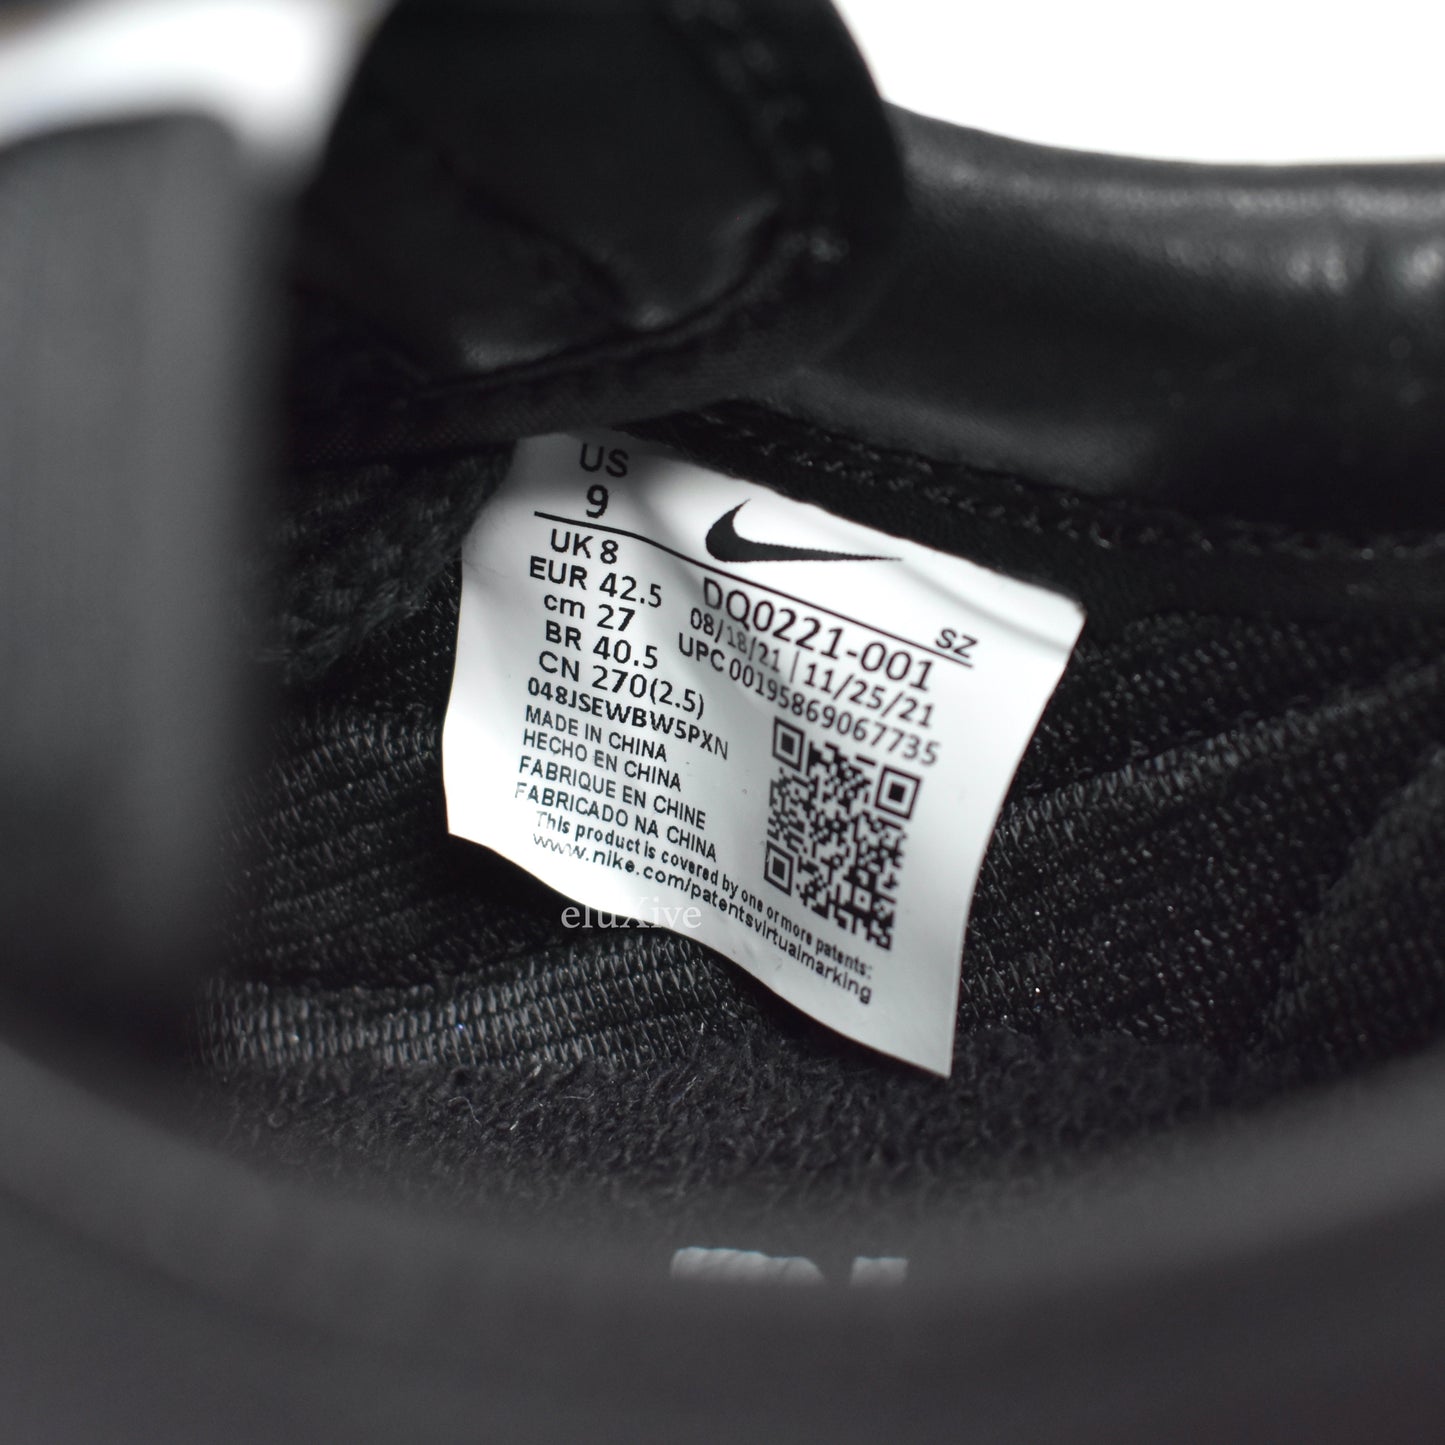 US
9
UK 8
EUR 42.5
cm 27
BR 40.5
CN 270(2.5)
048JSEWBW5PXN
MADE IN CHINA
HECHO EN CHINA
FABRIQUE EN CHINE
FABRICADO NA CHINA
This product is covered by one or more patents:
www.nike.com/patentsvirtualmarking
SZ
DQ0221-001
08/18/21 | 11/25/21
UPC 00195869067735
eluXive